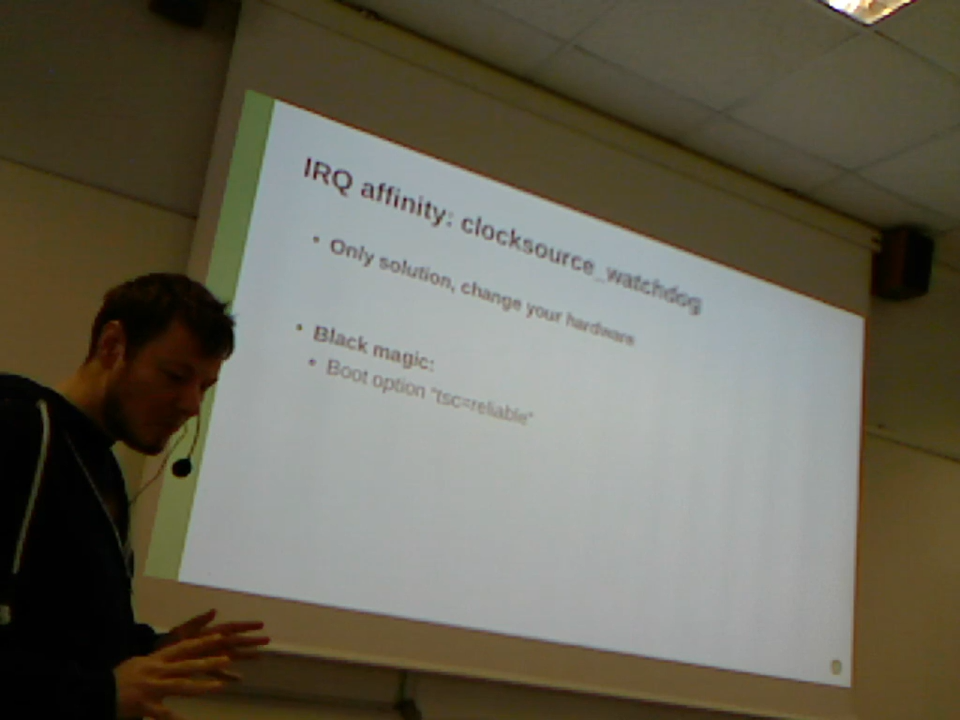 IRQ affinity: clocksource_watchdog
• Only solution, change your hardware
• Black magic:
• Boot option "tsc=reliable"